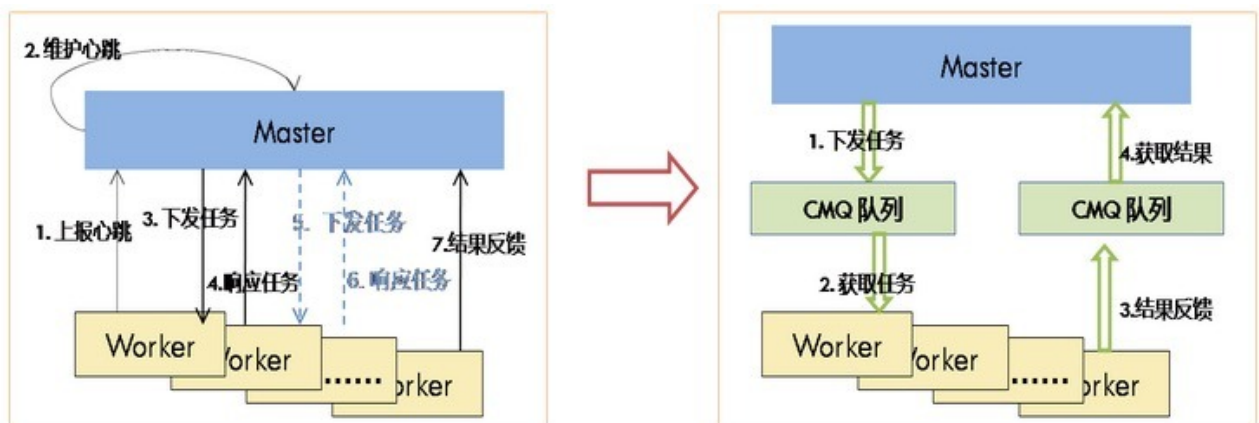 2.维护心跳
Master
1.上报心跳
3.下发任务
4.响应任务
5. 下发任务
6.响应任务
7.结果反馈
Worker
Worker
......
orker
Master
1.下发任务
4.获取结果
CMQ 队列
CMQ 队列
2.获取任务
3.结果反馈
Worker
Worker
......
orker